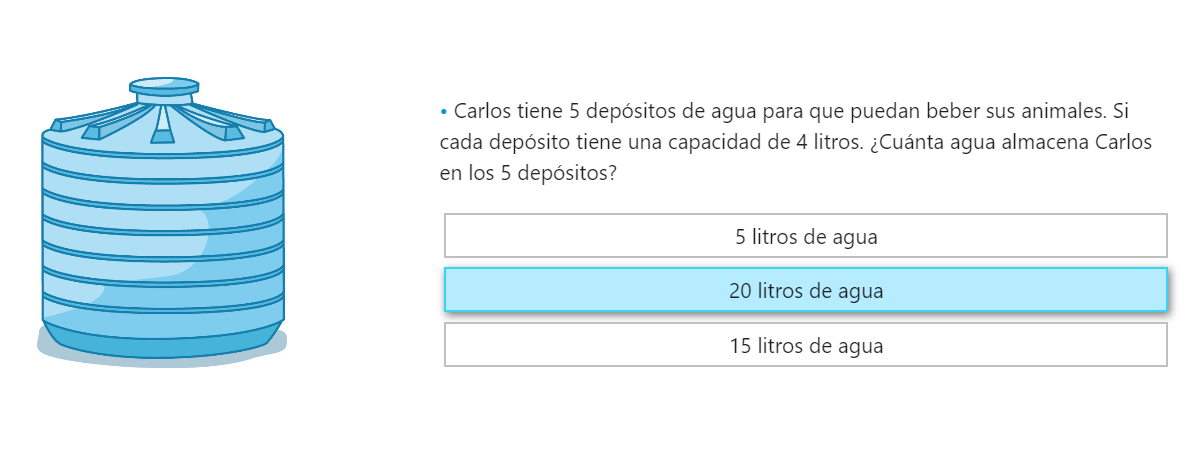 • Carlos tiene 5 depósitos de agua para que puedan beber sus animales. Si
cada depósito tiene una capacidad de 4 litros. ¿Cuánta agua almacena Carlos
en los 5 depósitos?
5 litros de agua
20 litros de agua
15 litros de agua